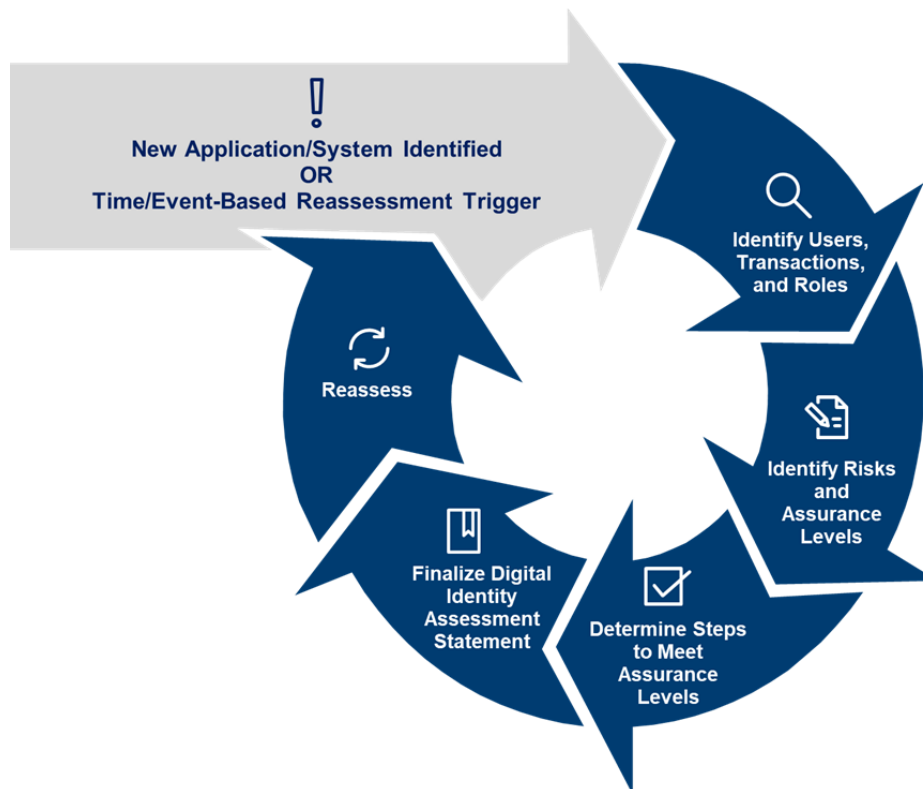 New Application/System Identified
OR
Time/Event-Based Reassessment Trigger
Identify Users,
Transactions,
and Roles
Identify Risks
and
Assurance
Levels
Determine Steps
to Meet
Assurance
Levels
Finalize Digital
Identity
Assessment
Statement
Reassess